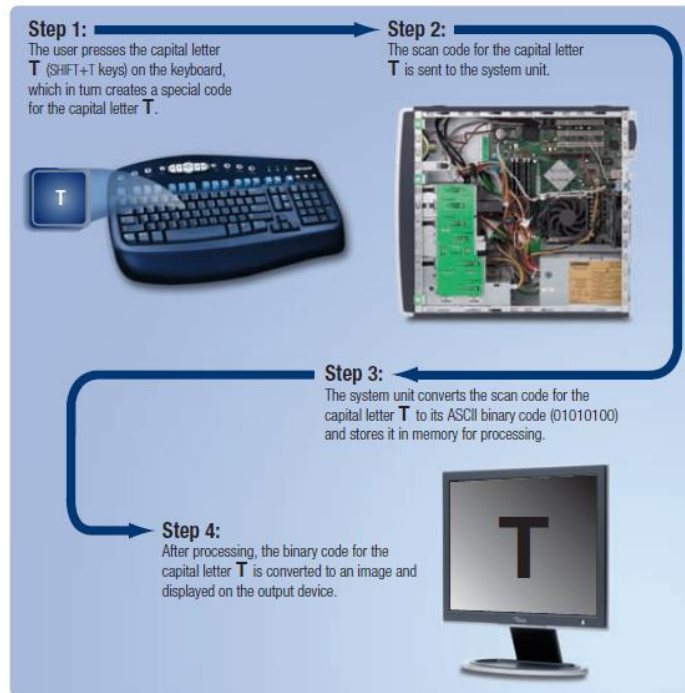 Step 1:
The user presses the capital letter
T (SHIFT+T keys) on the keyboard,
which in turn creates a special code
for the capital letter T.
Step 2:
The scan code for the capital letter
T is sent to the system unit.
T
Step 3:
The system unit converts the scan code for the
capital letter T to its ASCII binary code (01010100)
and stores it in memory for processing.
Step 4:
After processing, the binary code for the
capital letter T is converted to an image and
displayed on the output device.
T